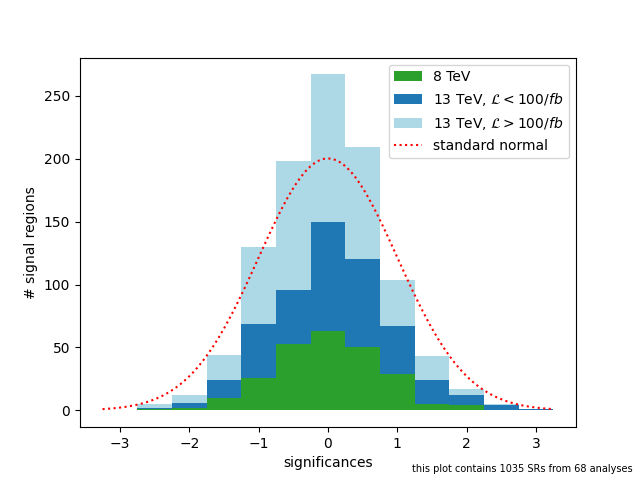 8 TeV
13 TeV, ℒ < 100/fb
13 TeV, ℒ > 100/fb
standard normal
250
200
150
100
50
0
# signal regions
−3 −2 −1 0 1 2 3
significances
this plot contains 1035 SRs from 68 analyses